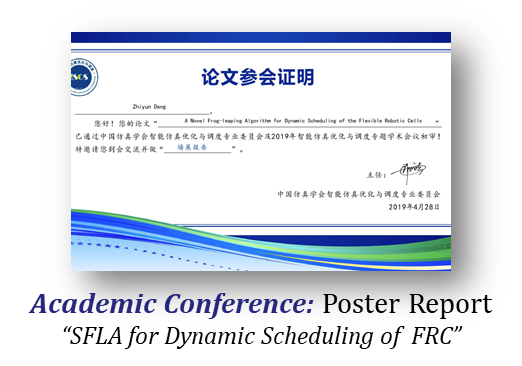 论文参会证明
Zhiyun Deng
您好！您的论文“ A Novel Frog-leaping Algorithm for Dynamic Scheduling of the Flexible Robotic Cells ”
已通过中国仿真学会智能仿真优化与调度专业委员会及2019年智能仿真优化与调度专题学术会议初审！
特邀请您到会交流并做“ 墙展报告 ”。
主任：
中国仿真学会智能仿真优化与调度专业委员会
2019年4月28日
Academic Conference: Poster Report
“SFLA for Dynamic Scheduling of FRC”